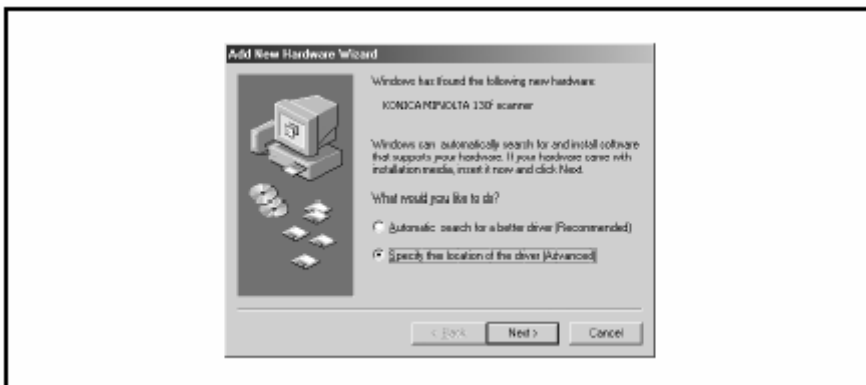 Add New Hardware Wizard
Windows has found the following new hardware:
KONICA MINOLTA 130f scanner
Windows can automatically search for and install software
that supports your hardware. If your hardware came with
installation media, insert it now and click Next.
What would you like to do?
Automatic search for a better driver (Recommended)
Specify the location of the driver (Advanced)
< Back
Next >
Cancel